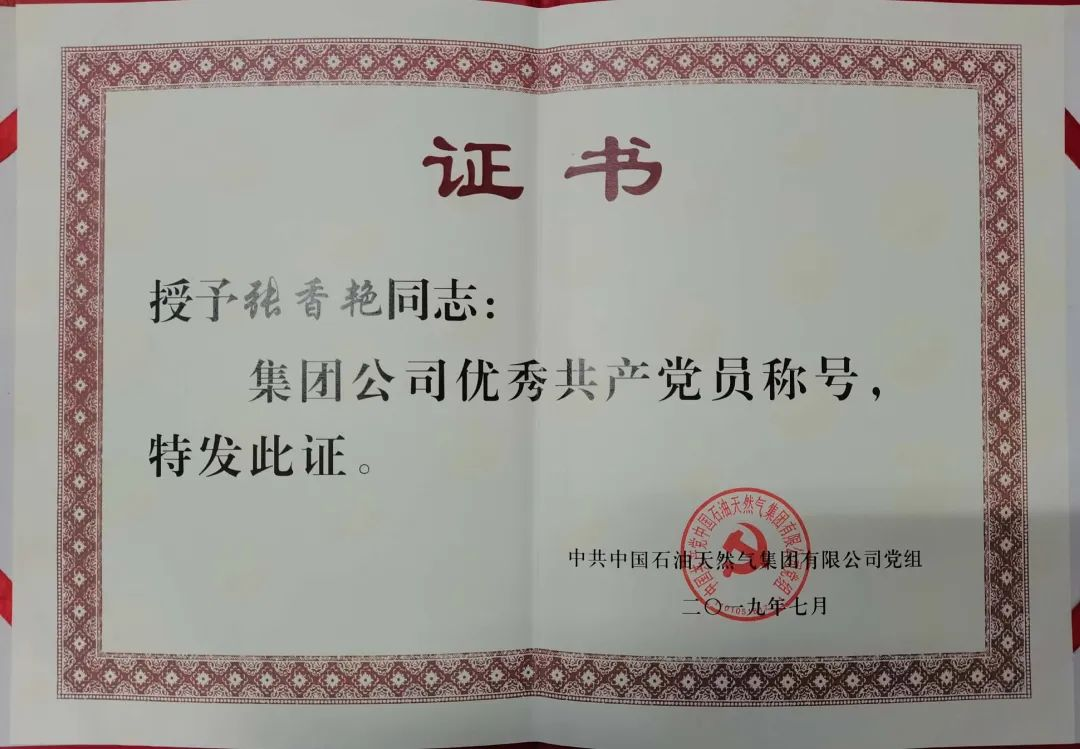 证书
授予张香艳同志：
集团公司优秀共产党员称号，
特发此证。
中共中国石油天然气集团有限公司党组
二〇一九年七月